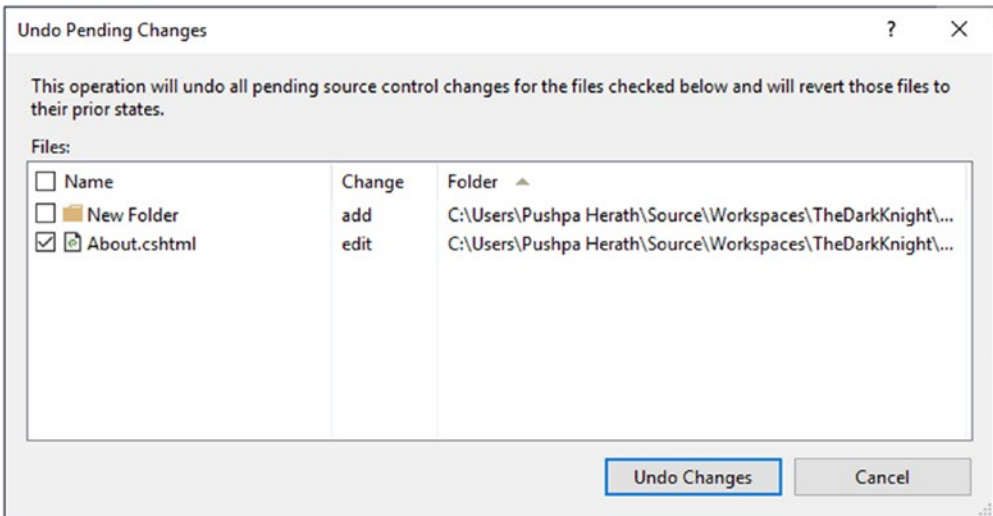 Undo Pending Changes
?
This operation will undo all pending source control changes for the files checked below and will revert those files to
their prior states.
Files:
Name Change Folder
New Folder add C:\Users\Pushpa Herath\Source\Workspaces\TheDarkKnight\...
About.cshtml edit C:\Users\Pushpa Herath\Source\Workspaces\TheDarkKnight\...
Undo Changes Cancel